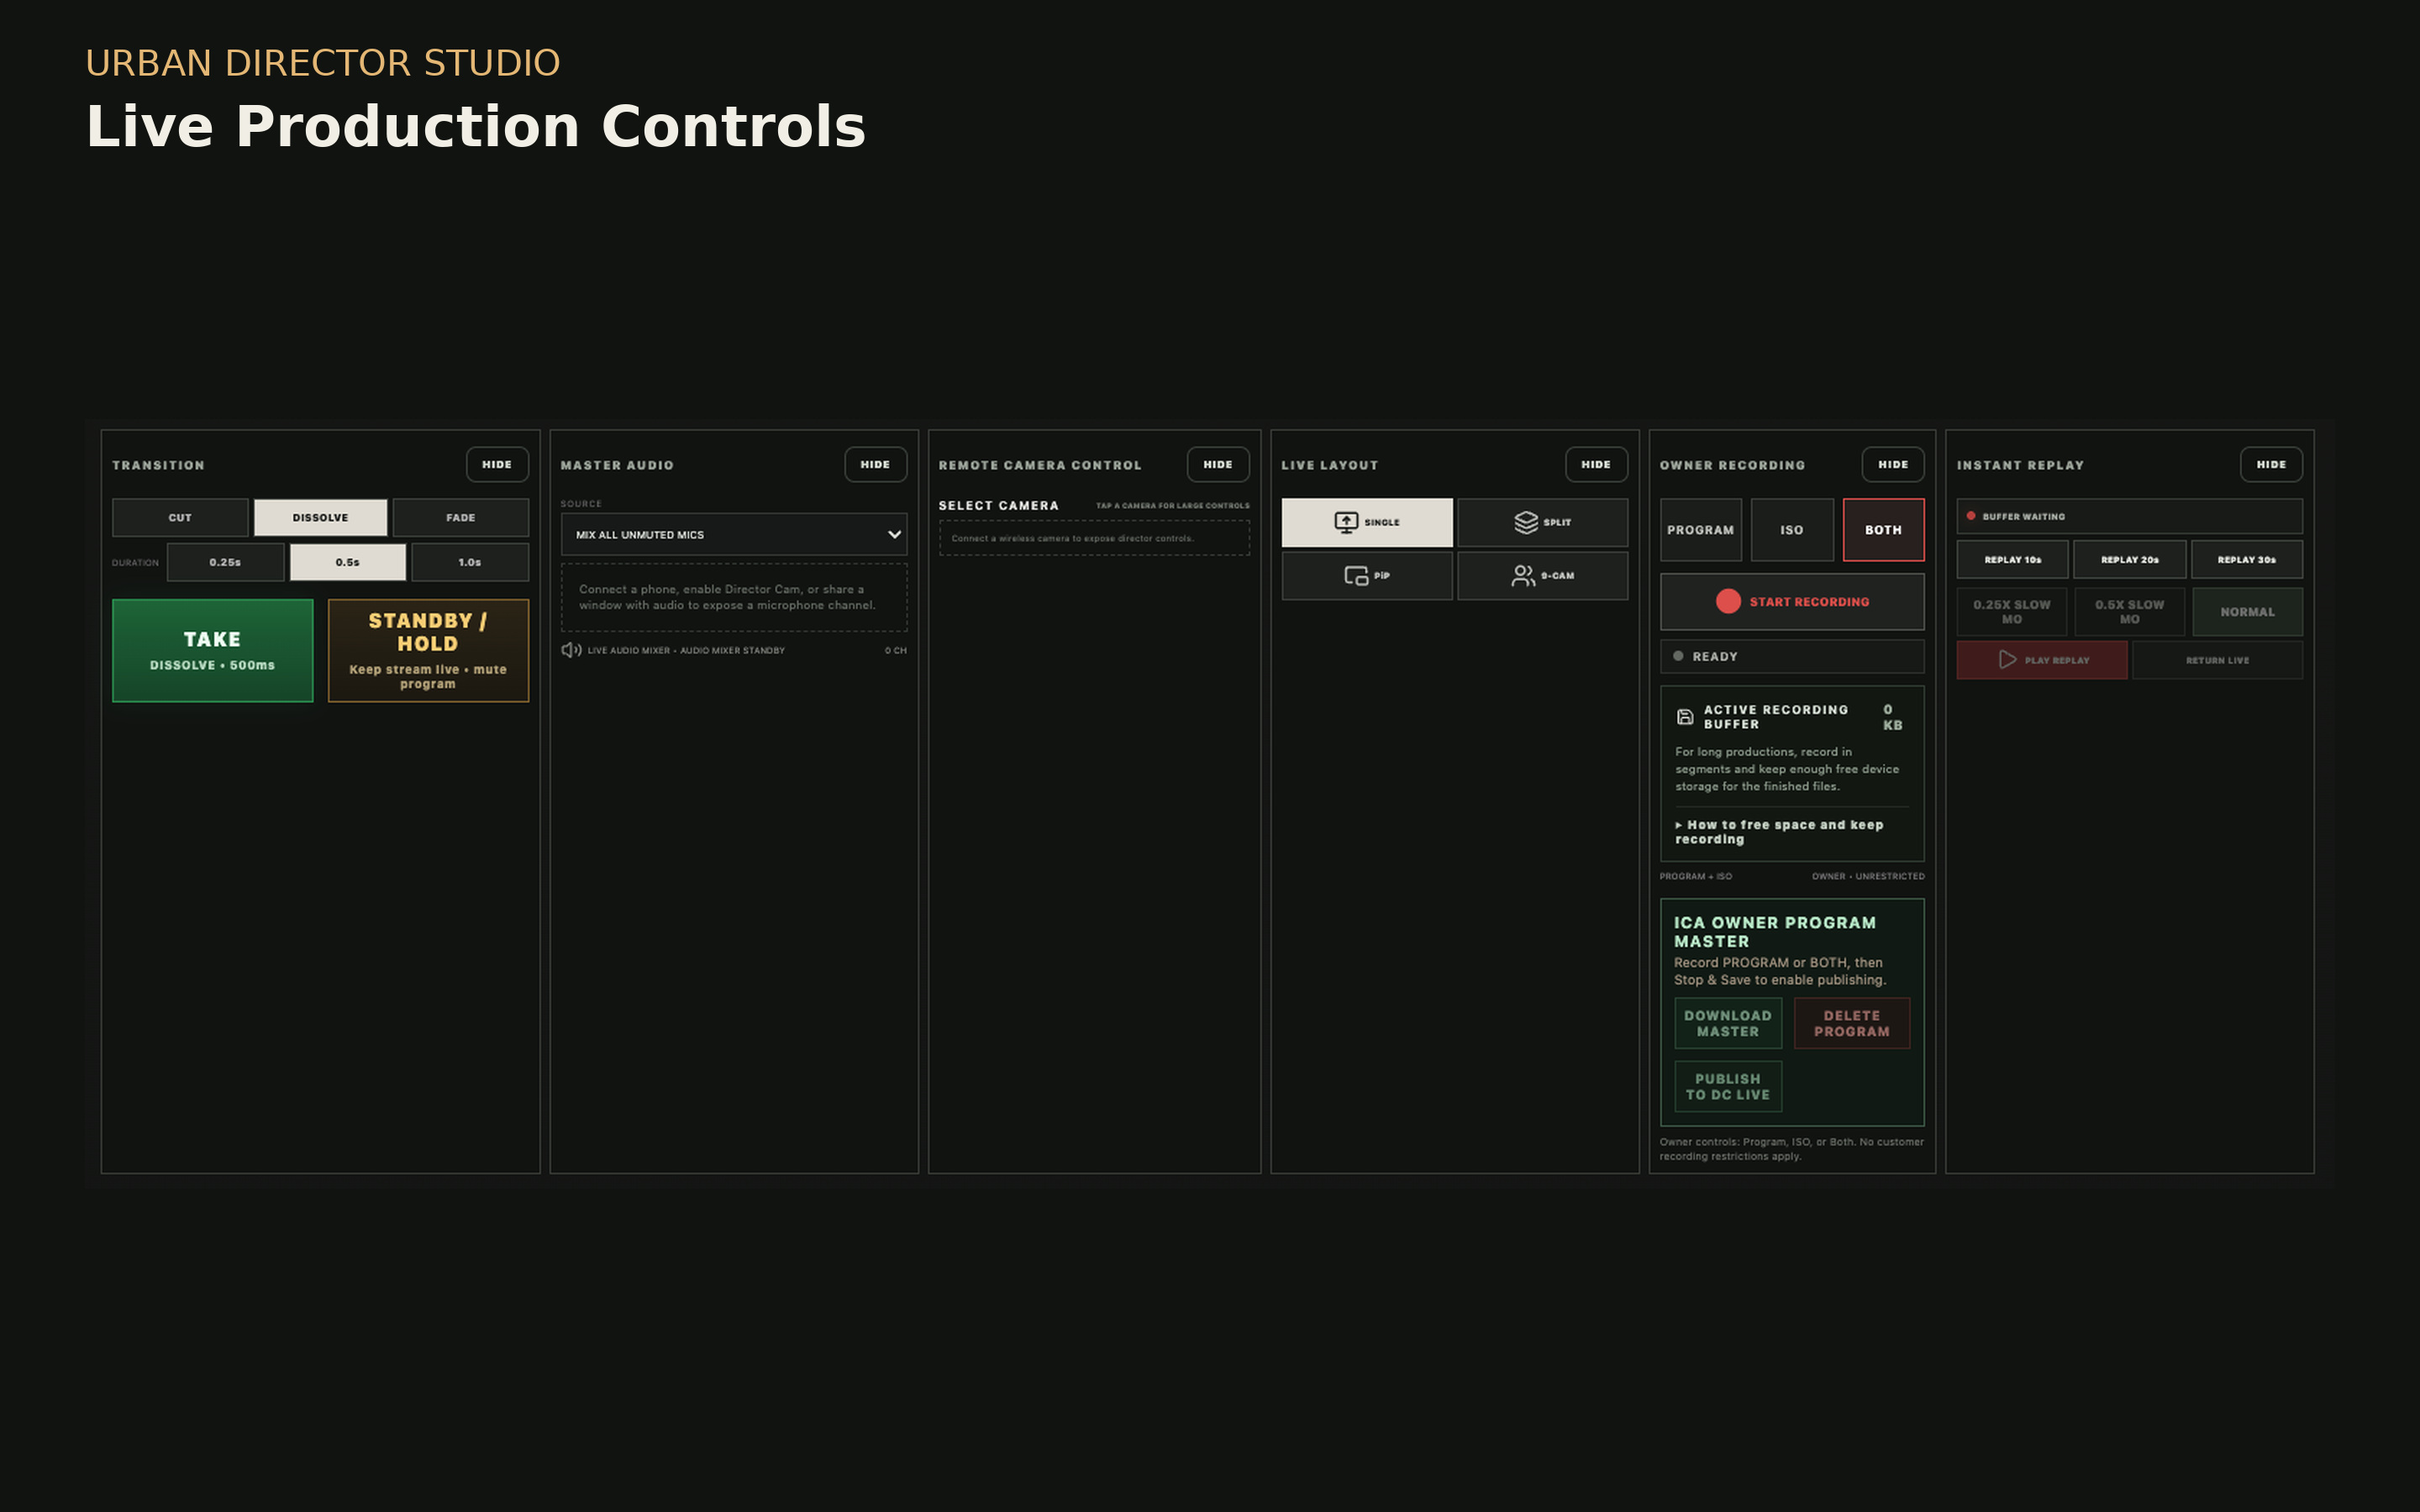 URBAN DIRECTOR STUDIO
Live Production Controls
TRANSITION
HIDE
CUT
DISSOLVE
FADE
DURATION
0.25s
0.5s
1.0s
TAKE
DISSOLVE • 500ms
STANDBY /
HOLD
Keep stream live • mute
program
MASTER AUDIO
HIDE
SOURCE
MIX ALL UNMUTED MICS
Connect a phone, enable Director Cam, or share a
window with audio to expose a microphone channel.
LIVE AUDIO MIXER • AUDIO MIXER STANDBY
0 CH
REMOTE CAMERA CONTROL
HIDE
SELECT CAMERA
TAP A CAMERA FOR LARGE CONTROLS
Connect a wireless camera to expose director controls.
LIVE LAYOUT
HIDE
SINGLE
SPLIT
PiP
9-CAM
OWNER RECORDING
HIDE
PROGRAM
ISO
BOTH
START RECORDING
READY
ACTIVE RECORDING
BUFFER
0
KB
For long productions, record in
segments and keep enough free device
storage for the finished files.
▸ How to free space and keep
recording
PROGRAM + ISO
OWNER • UNRESTRICTED
ICA OWNER PROGRAM
MASTER
Record PROGRAM or BOTH, then
Stop & Save to enable publishing.
DOWNLOAD
MASTER
DELETE
PROGRAM
PUBLISH
TO DC LIVE
Owner controls: Program, ISO, or Both. No customer
recording restrictions apply.
INSTANT REPLAY
HIDE
BUFFER WAITING
REPLAY 10s
REPLAY 20s
REPLAY 30s
0.25X SLOW
MO
0.5X SLOW
MO
NORMAL
PLAY REPLAY
RETURN LIVE